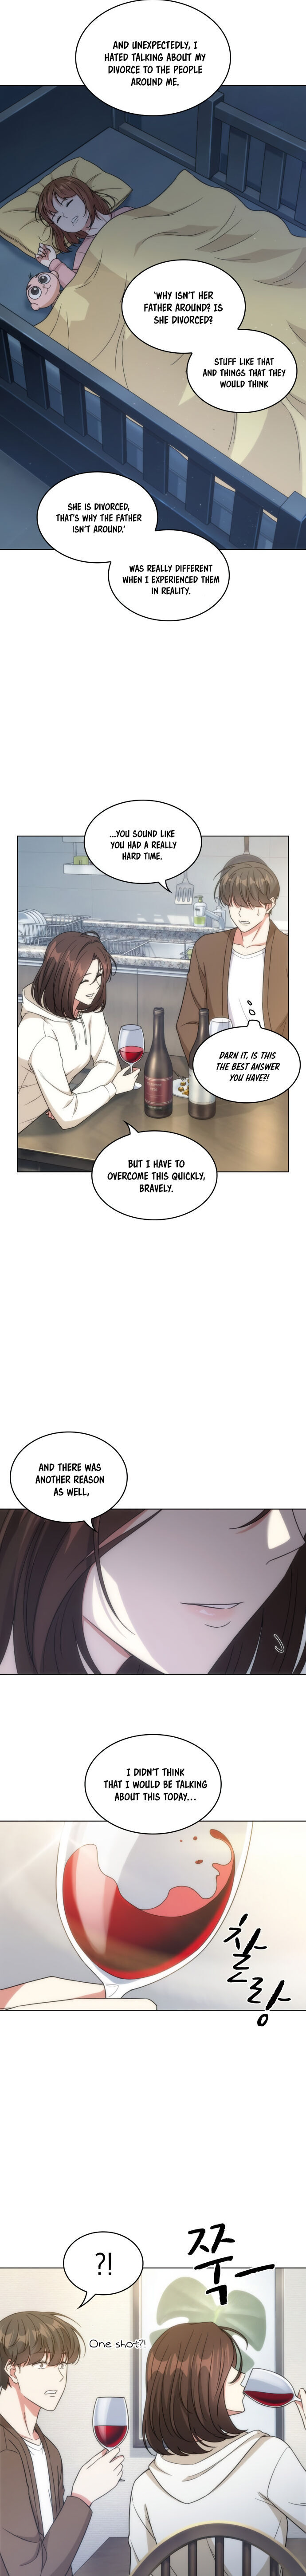 AND UNEXPECTEDLY, I
HATED TALKING ABOUT MY
DIVORCE TO THE PEOPLE
AROUND ME.
'WHY ISN'T HER
FATHER AROUND? IS
SHE DIVORCED?
STUFF LIKE THAT
AND THINGS THAT THEY
WOULD THINK
SHE IS DIVORCED,
THAT'S WHY THE FATHER
ISN'T AROUND.'
WAS REALLY DIFFERENT
WHEN I EXPERIENCED THEM
IN REALITY.
...YOU SOUND LIKE
YOU HAD A REALLY
HARD TIME.
DARN IT, IS THIS
THE BEST ANSWER
YOU HAVE?!
BUT I HAVE TO
OVERCOME THIS QUICKLY,
BRAVELY.
AND THERE WAS
ANOTHER REASON
AS WELL,
I DIDN'T THINK
THAT I WOULD BE TALKING
ABOUT THIS TODAY...
찰랑
쭉
?!
One shot?!